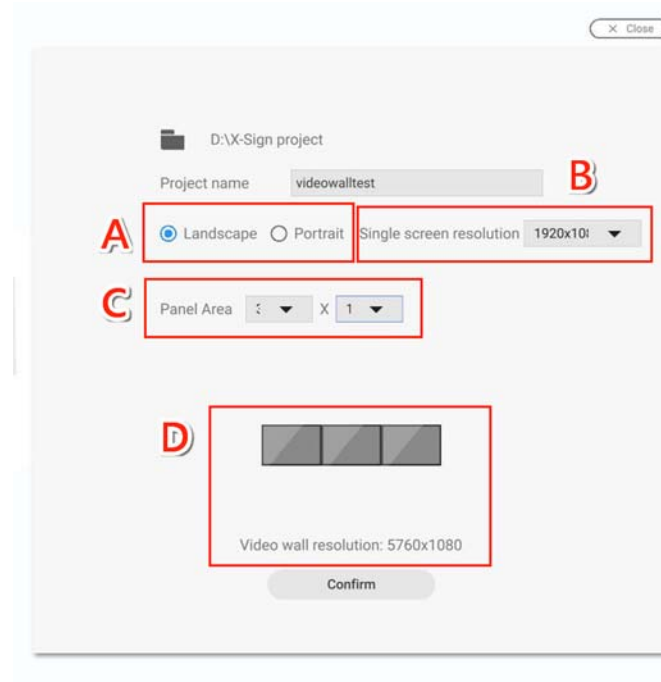 X Close
D:\X-Sign project
Project name videowalltest
B
A
Landscape Portrait Single screen resolution 1920x10
C
Panel Area X 1
D
Video wall resolution: 5760x1080
Confirm